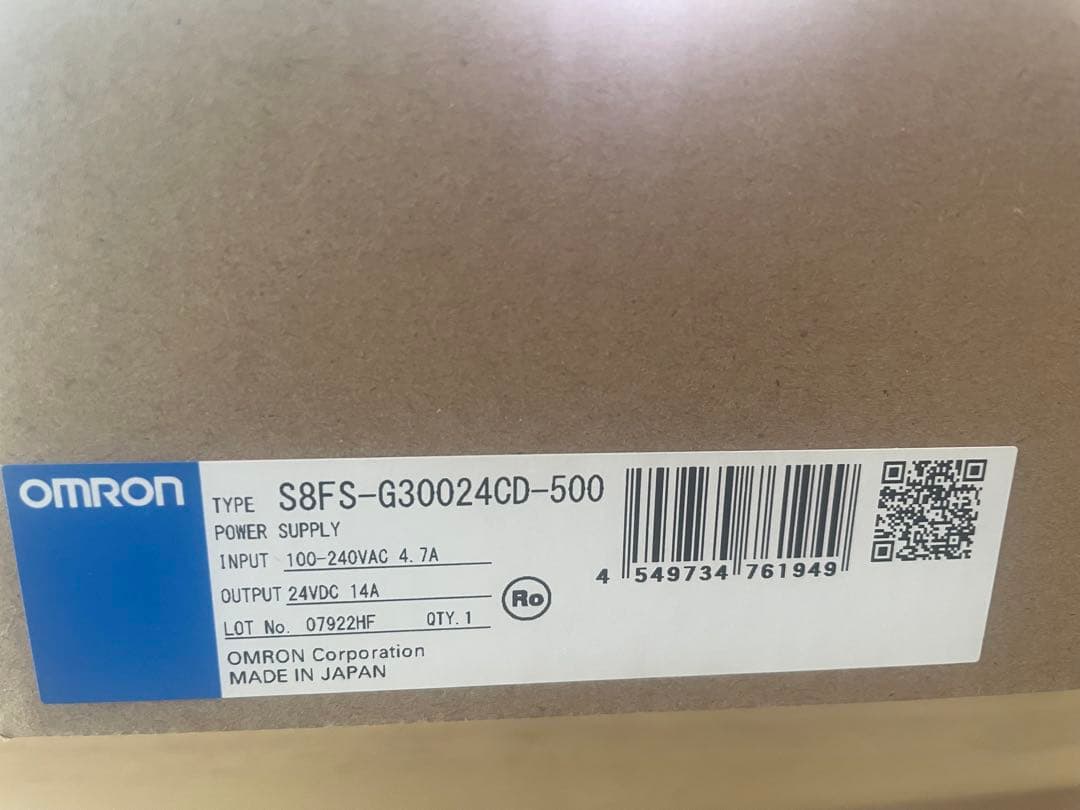 OMRON
TYPE S8FS-G30024CD-500
POWER SUPPLY
INPUT 100-240VAC 4.7A
OUTPUT 24VDC 14A
LOT No. 07922HF QTY.1
OMRON Corporation
MADE IN JAPAN
Ro
4 549734 761949